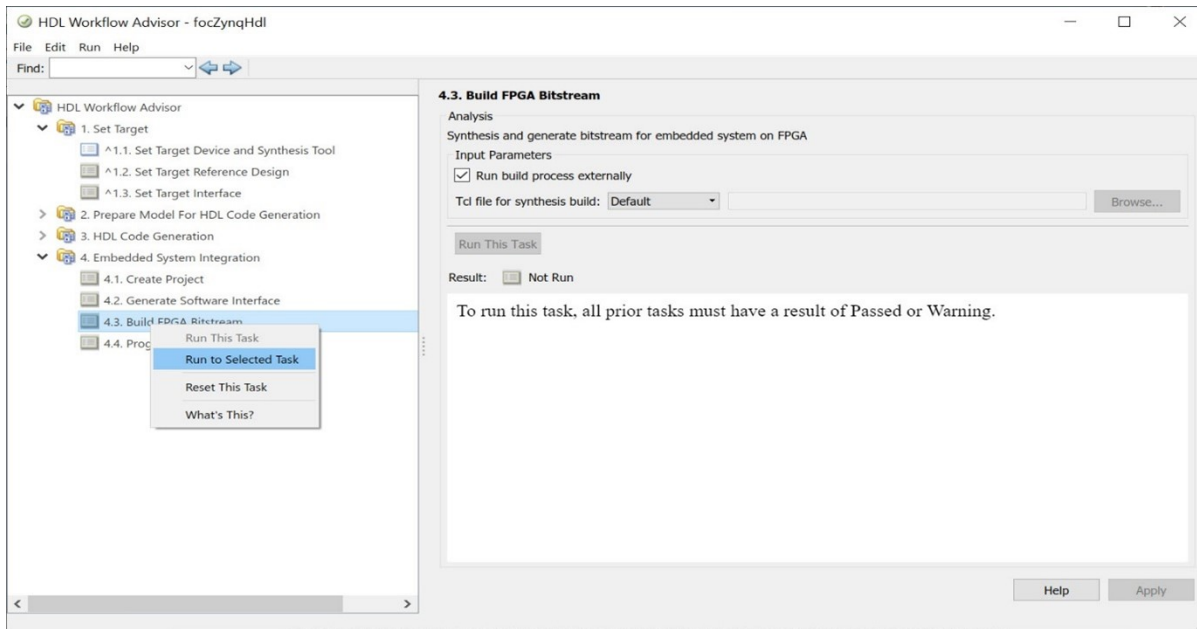 HDL Workflow Advisor - focZynqHdl
File Edit Run Help
Find:
HDL Workflow Advisor
1. Set Target
^1.1. Set Target Device and Synthesis Tool
^1.2. Set Target Reference Design
^1.3. Set Target Interface
2. Prepare Model For HDL Code Generation
3. HDL Code Generation
4. Embedded System Integration
4.1. Create Project
4.2. Generate Software Interface
4.3. Build FPGA Bitstream
4.4. Prog
Run This Task
Run to Selected Task
Reset This Task
What's This?
4.3. Build FPGA Bitstream
Analysis
Synthesis and generate bitstream for embedded system on FPGA
Input Parameters
Run build process externally
Tcl file for synthesis build: Default Browse...
Run This Task
Result: Not Run
To run this task, all prior tasks must have a result of Passed or Warning.
Help Apply